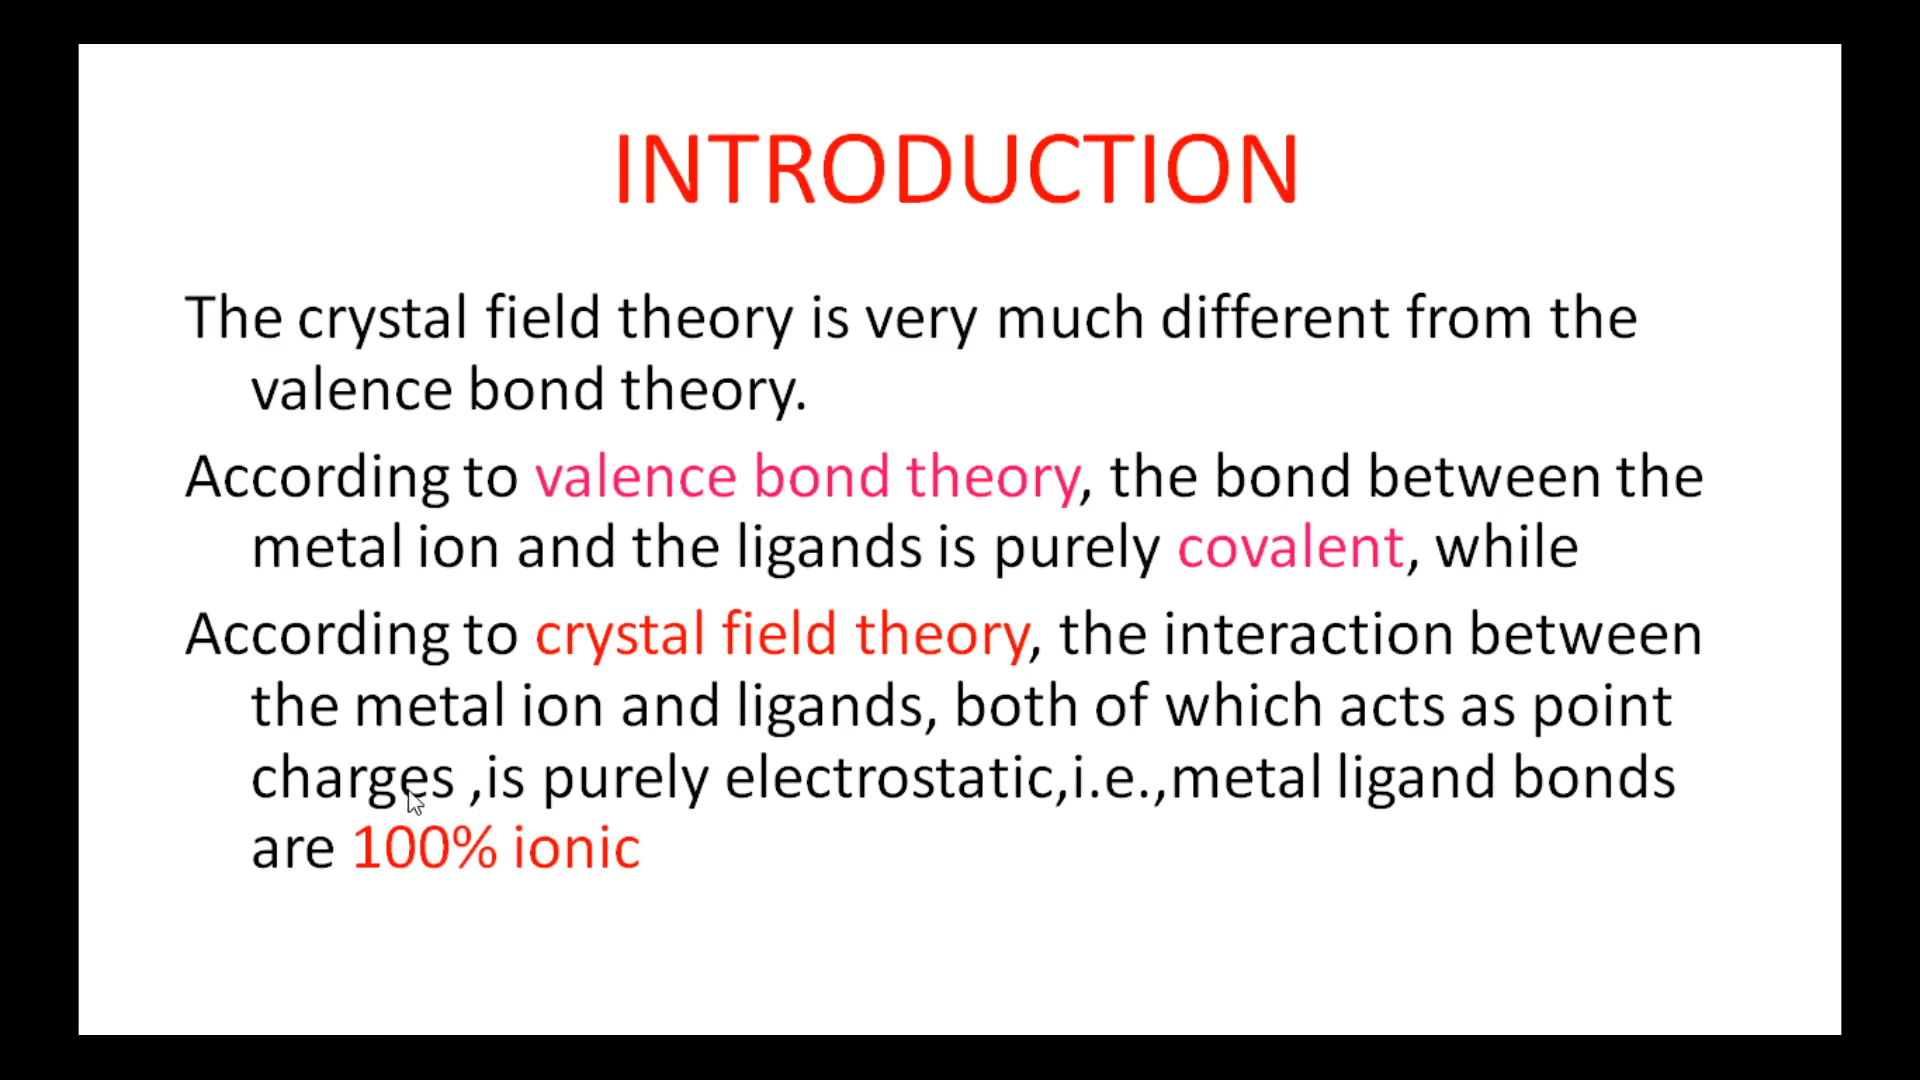 INTRODUCTION
The crystal field theory is very much different from the
valence bond theory.
According to valence bond theory, the bond between the
metal ion and the ligands is purely covalent, while
According to crystal field theory, the interaction between
the metal ion and ligands, both of which acts as point
charges ,is purely electrostatic,i.e.,metal ligand bonds
are 100% ionic